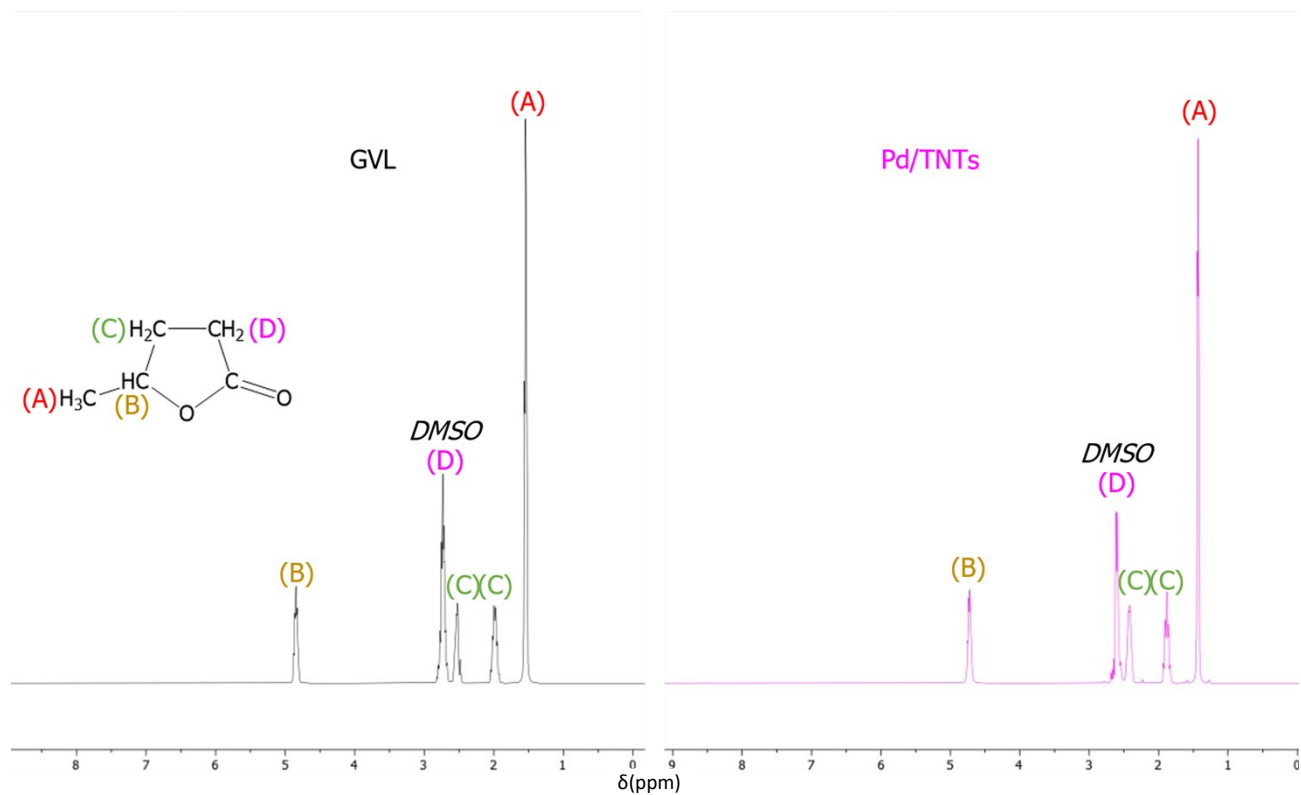 (A)
GVL
(C) H₂C CH₂ (D)
HC C O
(A) H₃C (B) O
DMSO
(D)
(B)
(C)(C)
8 7 6 5 4 3 2 1 0
(A)
Pd/TNTs
DMSO
(D)
(B)
(C)(C)
9 8 7 6 5 4 3 2 1 0
δ(ppm)